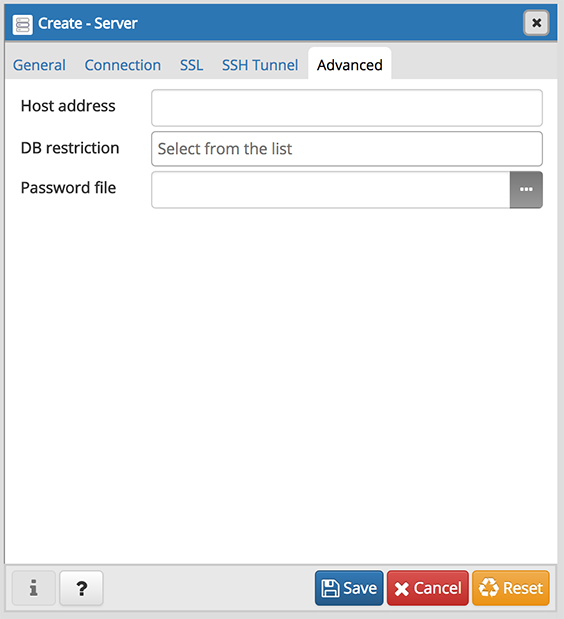 Create - Server
General Connection SSL SSH Tunnel Advanced
Host address
DB restriction Select from the list
Password file ...
i ? Save Cancel Reset